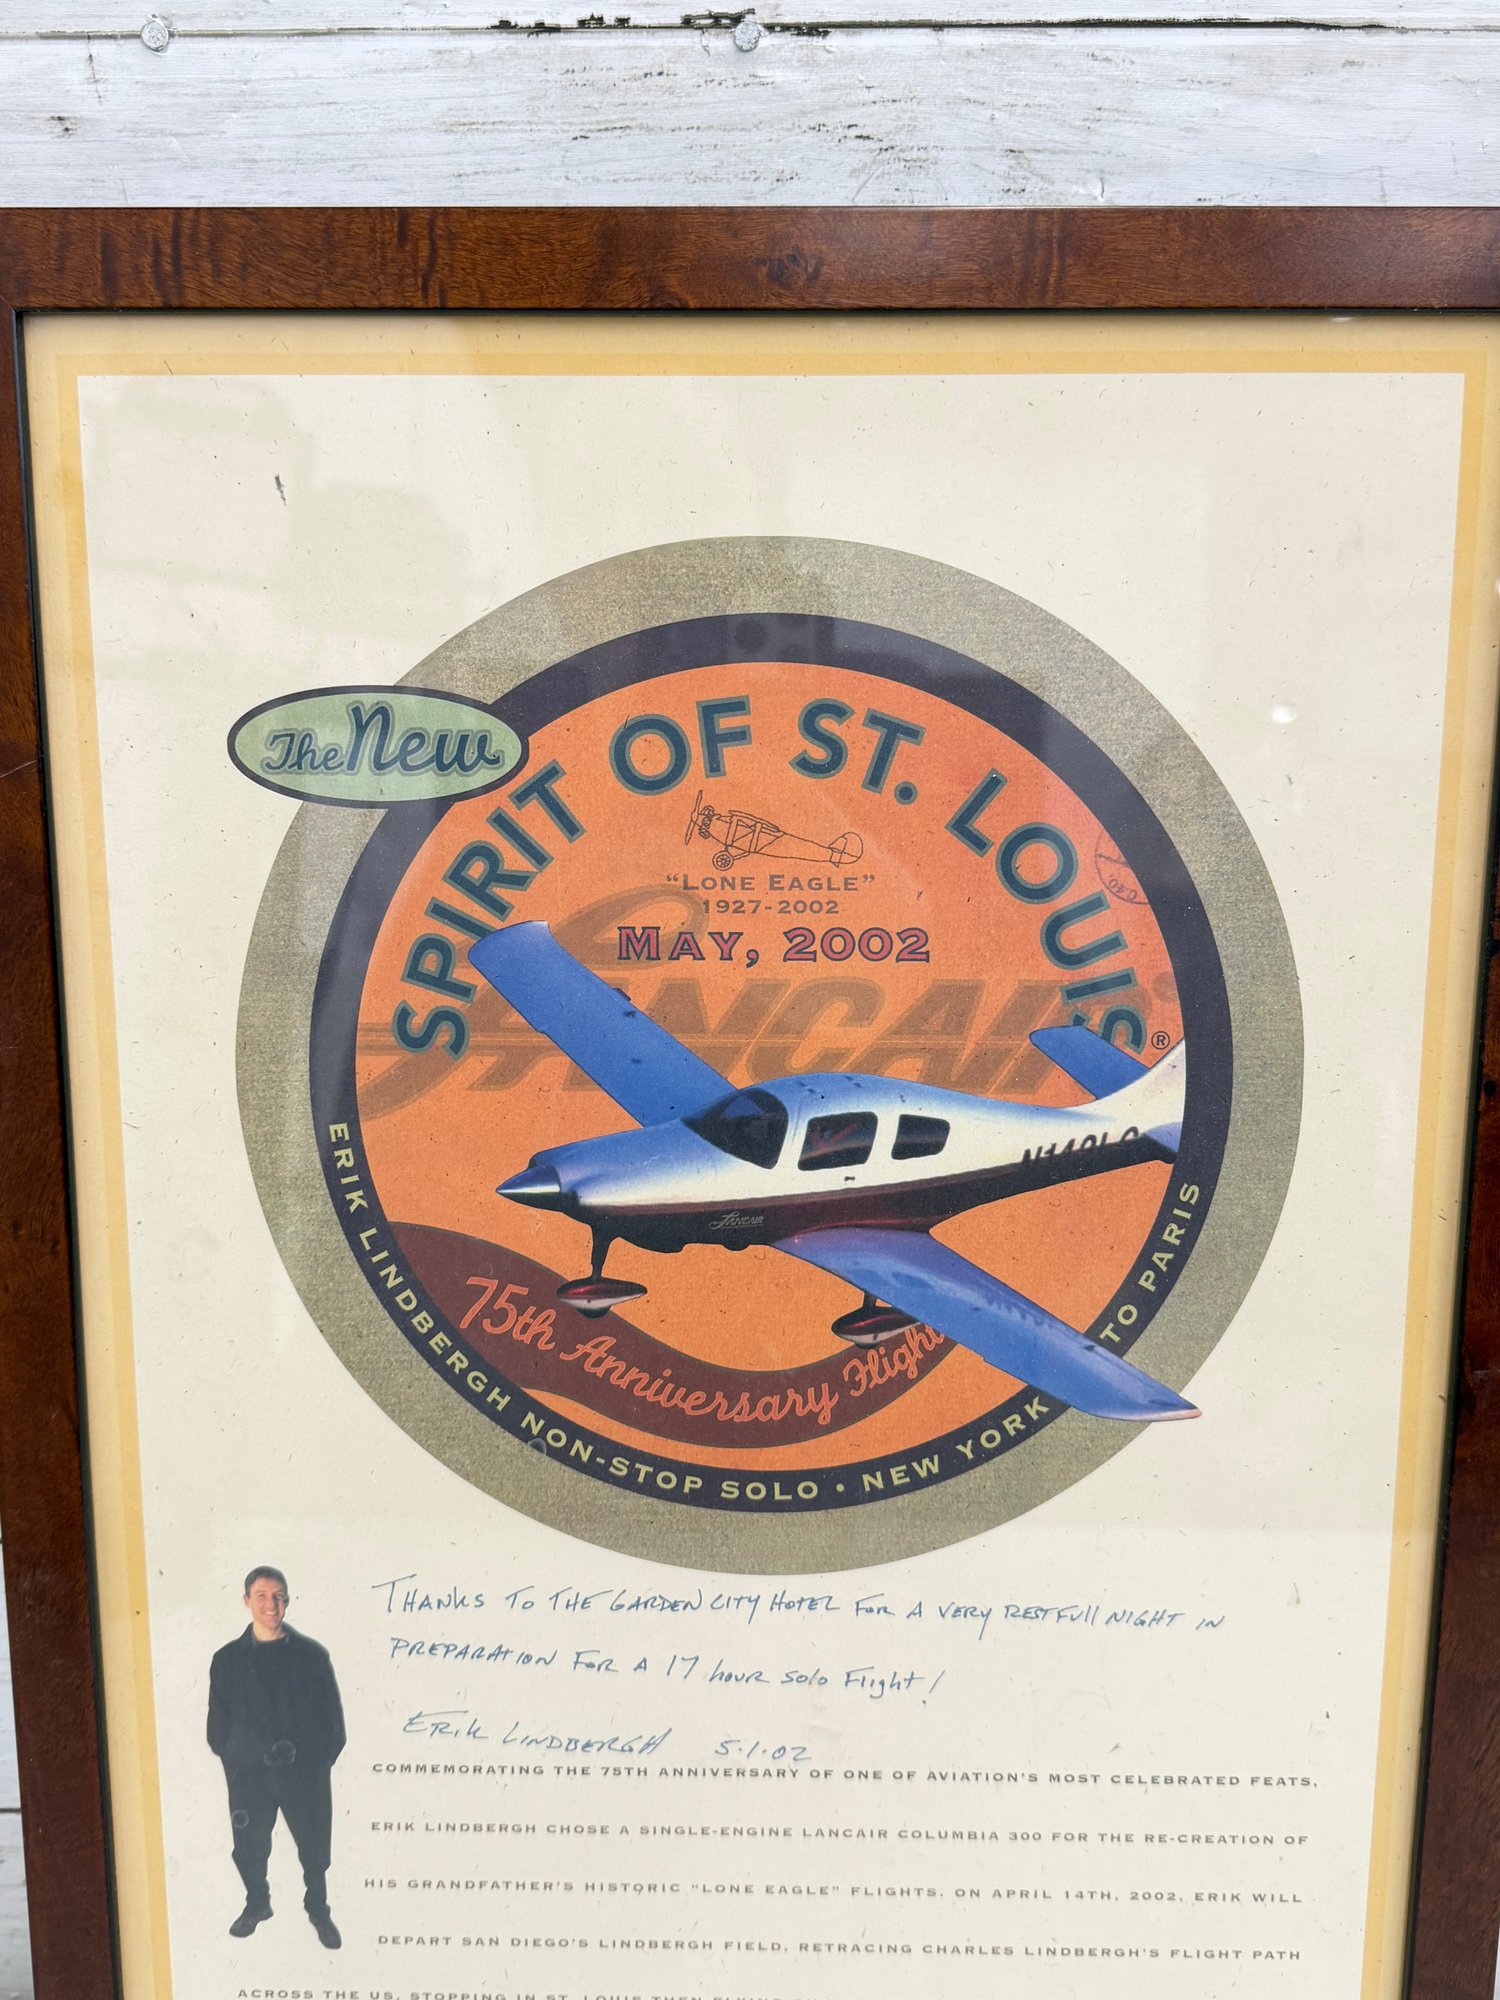 The New
SPIRIT OF ST. LOUIS ®
"LONE EAGLE"
1927-2002
MAY, 2002
LANCAIR
LANCAIR
75th Anniversary Flight
ERIK LINDBERGH NON-STOP SOLO • NEW YORK TO PARIS
THANKS TO THE GARDEN CITY HOTEL FOR A VERY RESTFUll NIGHT IN
PREPARATION FOR A 17 hour solo Flight!
ERIK LINDBERGH 5.1.02
COMMEMORATING THE 75TH ANNIVERSARY OF ONE OF AVIATION'S MOST CELEBRATED FEATS,
ERIK LINDBERGH CHOSE A SINGLE-ENGINE LANCAIR COLUMBIA 300 FOR THE RE-CREATION OF
HIS GRANDFATHER'S HISTORIC "LONE EAGLE" FLIGHTS. ON APRIL 14TH, 2002, ERIK WILL
DEPART SAN DIEGO'S LINDBERGH FIELD, RETRACING CHARLES LINDBERGH'S FLIGHT PATH
ACROSS THE US, STOPPING IN ST. LOUIS THEN